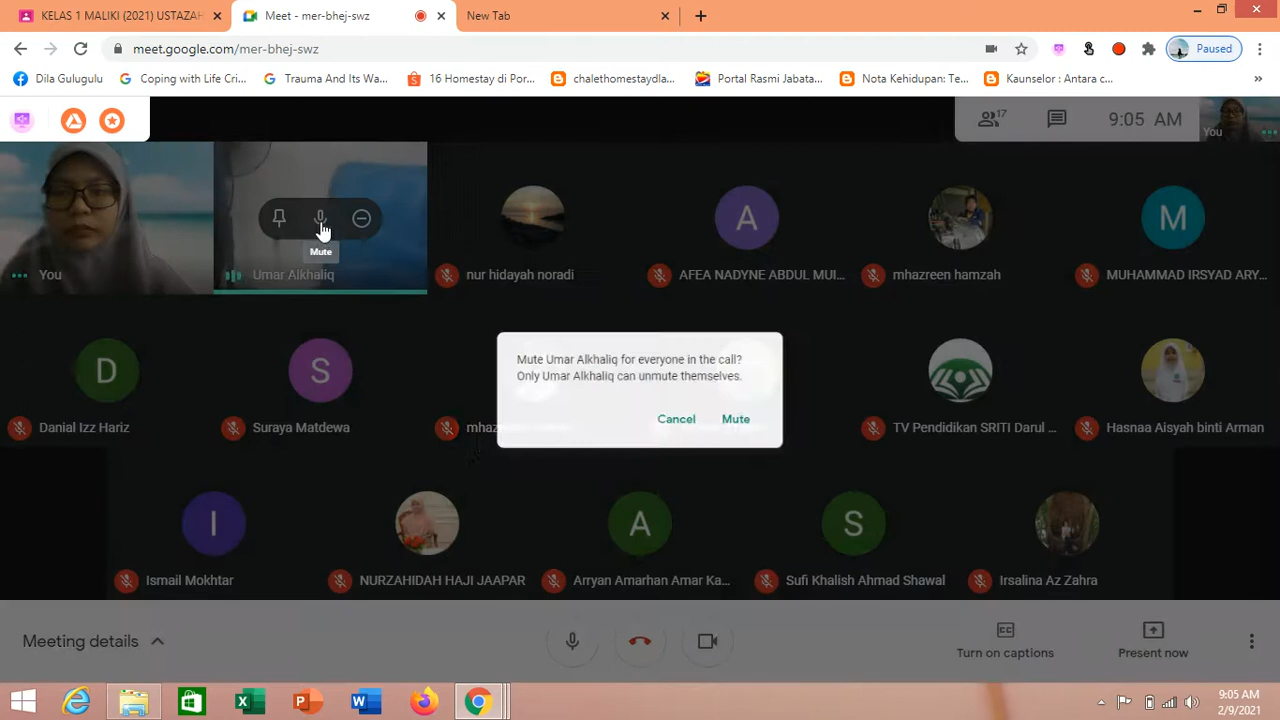 KELAS 1 MALIKI (2021) USTAZAH
Meet - mer-bhej-swz
New Tab
meet.google.com/mer-bhej-swz
Paused
Dila Gulugulu
Coping with Life Cri...
Trauma And Its Wa...
16 Homestay di Por...
chalethomestaydla...
Portal Rasmi Jabata...
Nota Kehidupan: Te...
Kaunselor : Antara c...
»
17
9:05 AM
You
Mute
You
Umar Alkhaliq
nur hidayah noradi
A
AFEA NADYNE ABDUL MUI...
mhazreen hamzah
M
MUHAMMAD IRSYAD ARY...
Mute Umar Alkhaliq for everyone in the call?
Only Umar Alkhaliq can unmute themselves.
Cancel
Mute
D
Danial Izz Hariz
S
Suraya Matdewa
TV Pendidikan SRITI Darul ...
Hasnaa Aisyah binti Arman
I
Ismail Mokhtar
NURZAHIDAH HAJI JAAPAR
A
Arryan Amarhan Amar Ka...
S
Sufi Khalish Ahmad Shawal
Irsalina Az Zahra
Meeting details
CC
Turn on captions
Present now
9:05 AM
2/9/2021